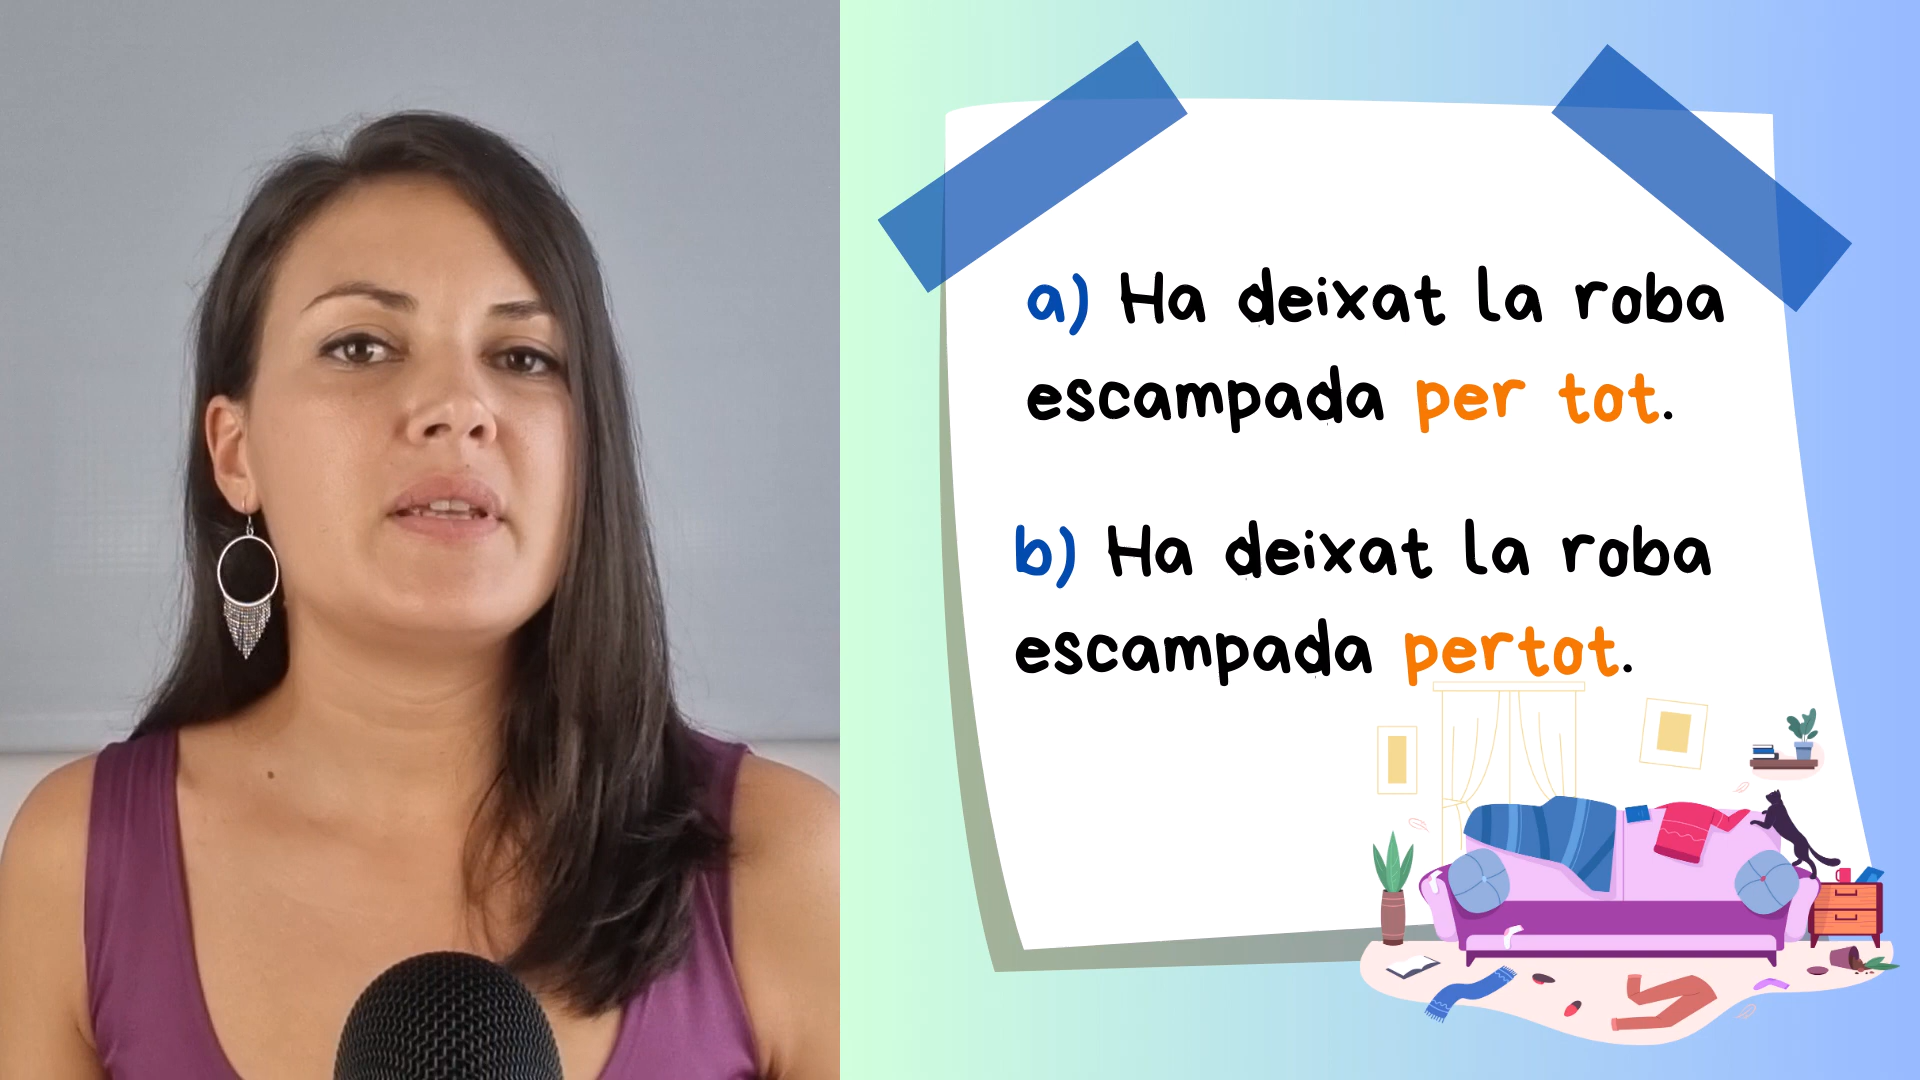 a) Ha deixat la roba
escampada per tot.
b) Ha deixat la roba
escampada pertot.